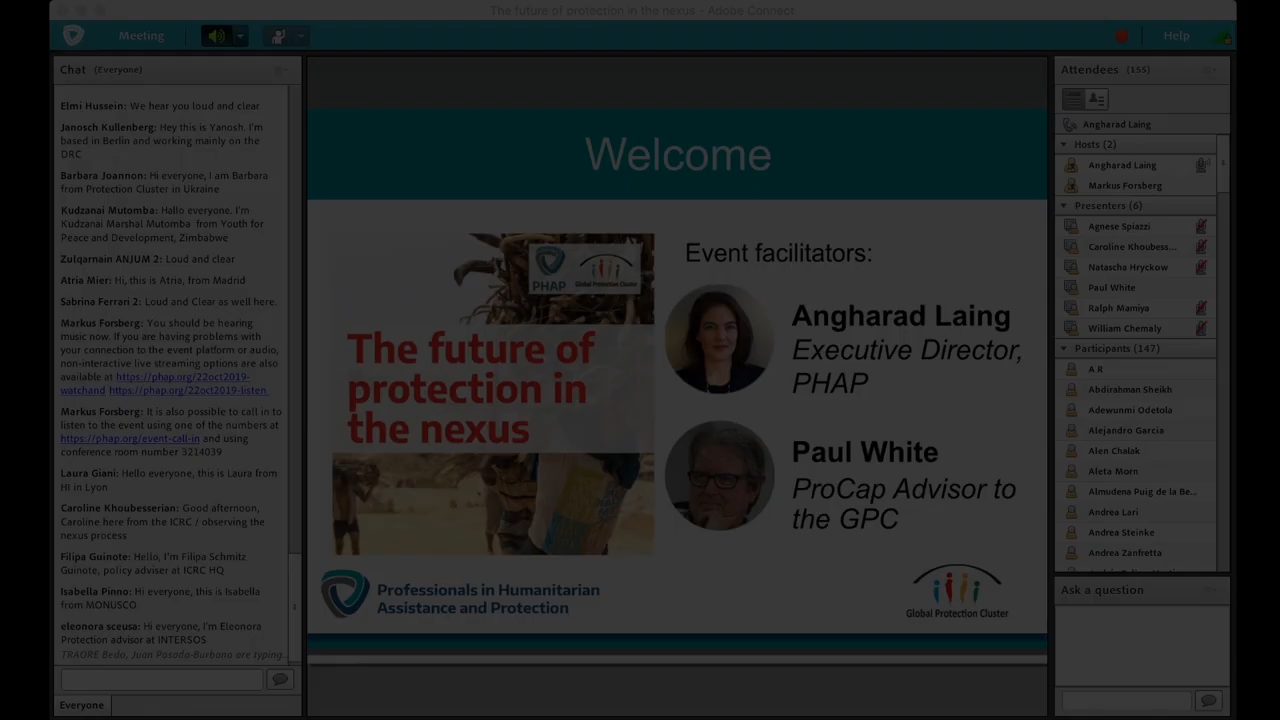 The future of protection in the nexus - Adobe Connect
Meeting
Help
Chat (Everyone)
Elmi Hussein: We hear you loud and clear
Janosch Kullenberg: Hey this is Yanosh. I'm
based in Berlin and working mainly on the
DRC
Barbara Joannon: Hi everyone, I am Barbara
from Protection Cluster in Ukraine
Kudzanai Mutomba: Hallo everyone. I'm
Kudzanai Marshal Mutomba from Youth for
Peace and Development, Zimbabwe
Zulqarnain ANJUM 2: Loud and clear
Atria Mier: Hi, this is Atria, from Madrid
Sabrina Ferrari 2: Loud and Clear as well here.
Markus Forsberg: You should be hearing
music now. If you are having problems with
your connection to the event platform or audio,
non-interactive live streaming options are also
available at https://phap.org/22oct2019-
watchand https://phap.org/22oct2019-listen
Markus Forsberg: It is also possible to call in to
listen to the event using one of the numbers at
https://phap.org/event-call-in and using
conference room number 3214039
Laura Giani: Hello everyone, this is Laura from
HI in Lyon
Caroline Khoubesserian: Good afternoon,
Caroline here from the ICRC / observing the
nexus process
Filipa Guinote: Hello, I'm Filipa Schmitz
Guinote, policy adviser at ICRC HQ
Isabella Pinno: Hi everyone, this is Isabella
from MONUSCO
eleonora sceusa: Hi everyone, I'm Eleonora
Protection advisor at INTERSOS
TRAORE Beda, Juan Posada-Burbano are typing...
Everyone
Welcome
PHAP
Global Protection Cluster
The future of
protection in
the nexus
Event facilitators:
Angharad Laing
Executive Director,
PHAP
Paul White
ProCap Advisor to
the GPC
Professionals in Humanitarian
Assistance and Protection
Global Protection Cluster
Attendees (155)
Angharad Laing
Hosts (2)
Angharad Laing
Markus Forsberg
Presenters (6)
Agnese Spiazzi
Caroline Khoubess...
Natascha Hryckow
Paul White
Ralph Mamiya
William Chemaly
Participants (147)
A R
Abdirahman Sheikh
Adewunmi Odetola
Alejandro Garcia
Alen Chalak
Aleta Morn
Almudena Puig de la Be...
Andrea Lari
Andrea Steinke
Andrea Zanfretta
Ask a question